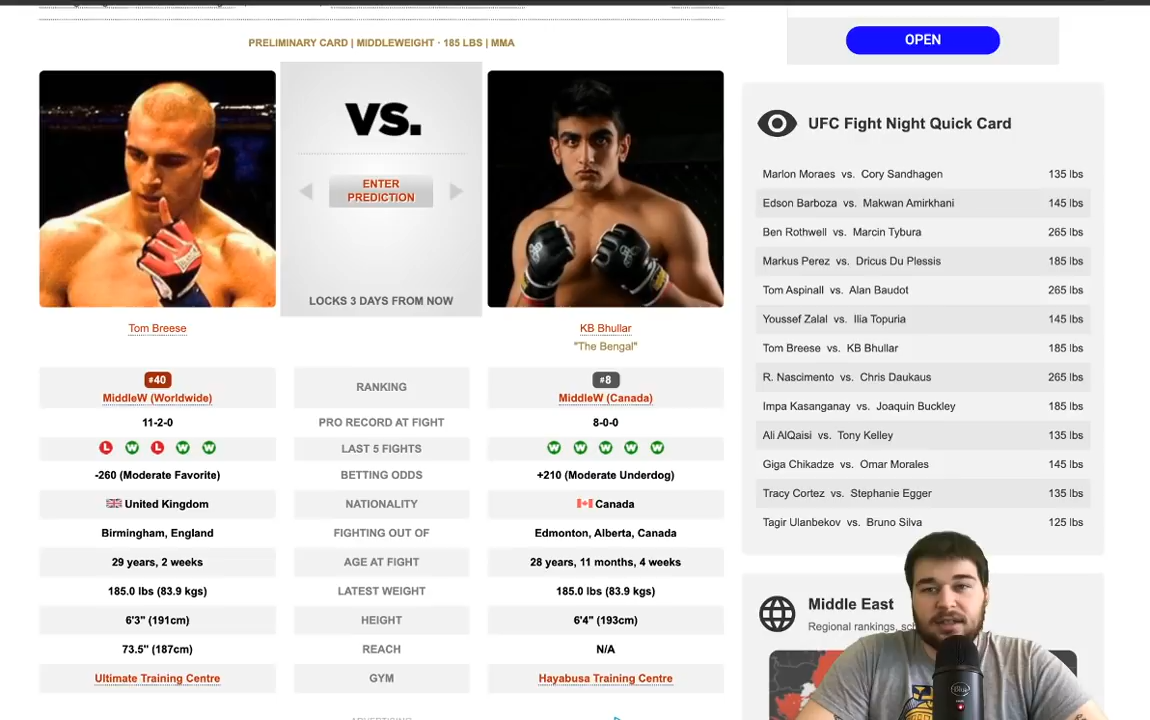 PRELIMINARY CARD | MIDDLEWEIGHT · 185 LBS | MMA
VS.
ENTER
PREDICTION
LOCKS 3 DAYS FROM NOW
Tom Breese
KB Bhullar
"The Bengal"
#40
MiddleW (Worldwide)
RANKING
#8
MiddleW (Canada)
11-2-0
PRO RECORD AT FIGHT
8-0-0
L W L W W
LAST 5 FIGHTS
W W W W W
-260 (Moderate Favorite)
BETTING ODDS
+210 (Moderate Underdog)
United Kingdom
NATIONALITY
Canada
Birmingham, England
FIGHTING OUT OF
Edmonton, Alberta, Canada
29 years, 2 weeks
AGE AT FIGHT
28 years, 11 months, 4 weeks
185.0 lbs (83.9 kgs)
LATEST WEIGHT
185.0 lbs (83.9 kgs)
6'3" (191cm)
HEIGHT
6'4" (193cm)
73.5" (187cm)
REACH
N/A
Ultimate Training Centre
GYM
Hayabusa Training Centre
OPEN
UFC Fight Night Quick Card
Marlon Moraes vs. Cory Sandhagen 135 lbs
Edson Barboza vs. Makwan Amirkhani 145 lbs
Ben Rothwell vs. Marcin Tybura 265 lbs
Markus Perez vs. Dricus Du Plessis 185 lbs
Tom Aspinall vs. Alan Baudot 265 lbs
Youssef Zalal vs. Ilia Topuria 145 lbs
Tom Breese vs. KB Bhullar 185 lbs
R. Nascimento vs. Chris Daukaus 265 lbs
Impa Kasanganay vs. Joaquin Buckley 185 lbs
Ali AlQaisi vs. Tony Kelley 135 lbs
Giga Chikadze vs. Omar Morales 145 lbs
Tracy Cortez vs. Stephanie Egger 135 lbs
Tagir Ulanbekov vs. Bruno Silva 125 lbs
Middle East
Regional rankings,